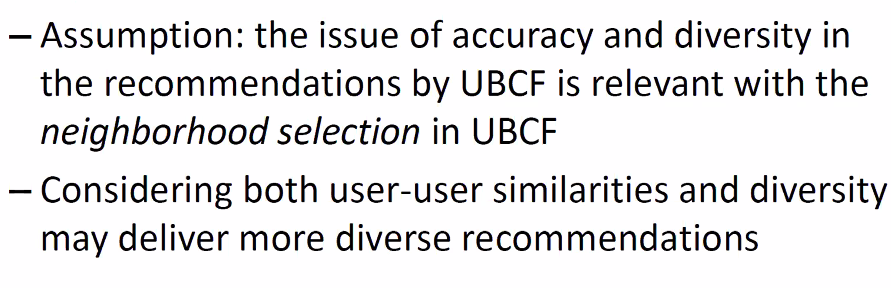 – Assumption: the issue of accuracy and diversity in
the recommendations by UBCF is relevant with the
neighborhood selection in UBCF
– Considering both user-user similarities and diversity
may deliver more diverse recommendations